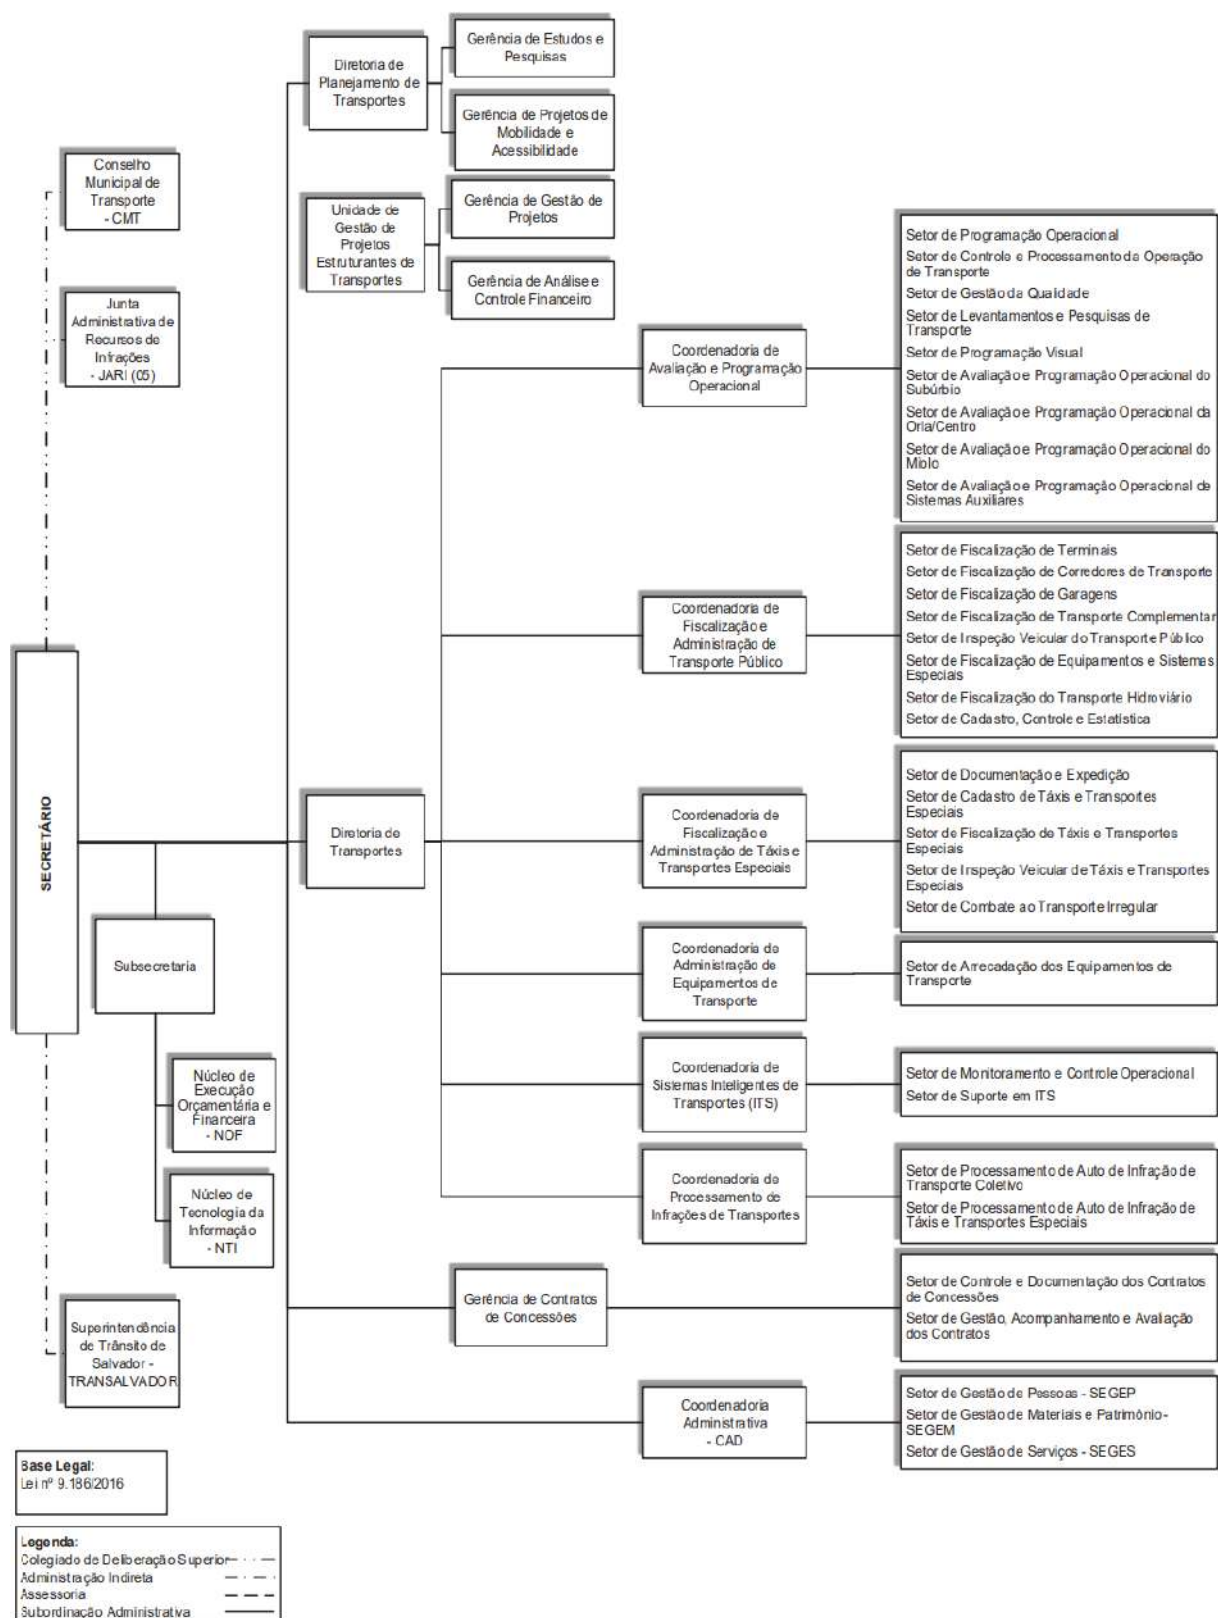 Diretoria de
Planejamento de
Transportes
Gerência de Estudos e
Pesquisas
Gerência de Projetos de
Mobilidade e
Acessibilidade
Conselho
Municipal de
Transporte
- CMT
Unidade de
Gestão de
Projetos
Estruturantes de
Transportes
Gerência de Gestão de
Projetos
Gerência de Análise e
Controle Financeiro
Junta
Administrativa de
Recursos de
Infrações
- JARI (05)
Coordenadoria de
Avaliação e Programação
Operacional
Setor de Programação Operacional
Setor de Controle e Processamento da Operação
de Transporte
Setor de Gestão da Qualidade
Setor de Levantamentos e Pesquisas de
Transporte
Setor de Programação Visual
Setor de Avaliação e Programação Operacional do
Subúrbio
Setor de Avaliação e Programação Operacional da
Orla/Centro
Setor de Avaliação e Programação Operacional do
Miolo
Setor de Avaliação e Programação Operacional de
Sistemas Auxiliares
Coordenadoria de
Fiscalização e
Administração de
Transporte Público
Setor de Fiscalização de Terminais
Setor de Fiscalização de Corredores de Transporte
Setor de Fiscalização de Garagens
Setor de Fiscalização de Transporte Complementar
Setor de Inspeção Veicular do Transporte Público
Setor de Fiscalização de Equipamentos e Sistemas
Especiais
Setor de Fiscalização do Transporte Hidroviário
Setor de Cadastro, Controle e Estatística
SECRETÁRIO
Diretoria de
Transportes
Coordenadoria de
Fiscalização e
Administração de Táxis e
Transportes Especiais
Setor de Documentação e Expedição
Setor de Cadastro de Táxis e Transportes
Especiais
Setor de Fiscalização de Táxis e Transportes
Especiais
Setor de Inspeção Veicular de Táxis e Transportes
Especiais
Setor de Combate ao Transporte Irregular
Subsecretaria
Coordenadoria de
Administração de
Equipamentos de
Transporte
Setor de Arrecadação dos Equipamentos de
Transporte
Núcleo de
Execução
Orçamentária e
Financeira
- NOF
Coordenadoria de
Sistemas Inteligentes de
Transportes (ITS)
Setor de Monitoramento e Controle Operacional
Setor de Suporte em ITS
Núcleo de
Tecnologia da
Informação
- NTI
Coordenadoria de
Processamento de
Infrações de Transportes
Setor de Processamento de Auto de Infração de
Transporte Coletivo
Setor de Processamento de Auto de Infração de
Táxis e Transportes Especiais
Gerência de Contratos
de Concessões
Setor de Controle e Documentação dos Contratos
de Concessões
Setor de Gestão, Acompanhamento e Avaliação
dos Contratos
Superintendência
de Trânsito de
Salvador -
TRANSALVADOR
Coordenadoria
Administrativa
- CAD
Setor de Gestão de Pessoas - SEGEP
Setor de Gestão de Materiais e Patrimônio-
SEGEM
Setor de Gestão de Serviços - SEGES
Base Legal:
Lei nº 9.186/2016
Legenda:
Colegiado de Deliberação Superior
Administração Indireta
Assessoria
Subordinação Administrativa